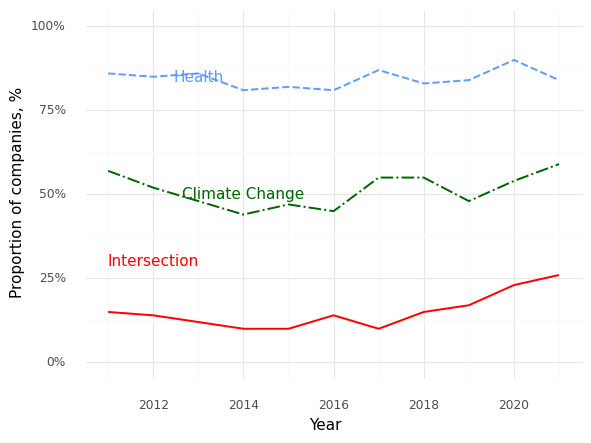 100%
Health
75%
Climate Change
50%
Intersection
25%
0%
Proportion of companies, %
2012 2014 2016 2018 2020
Year